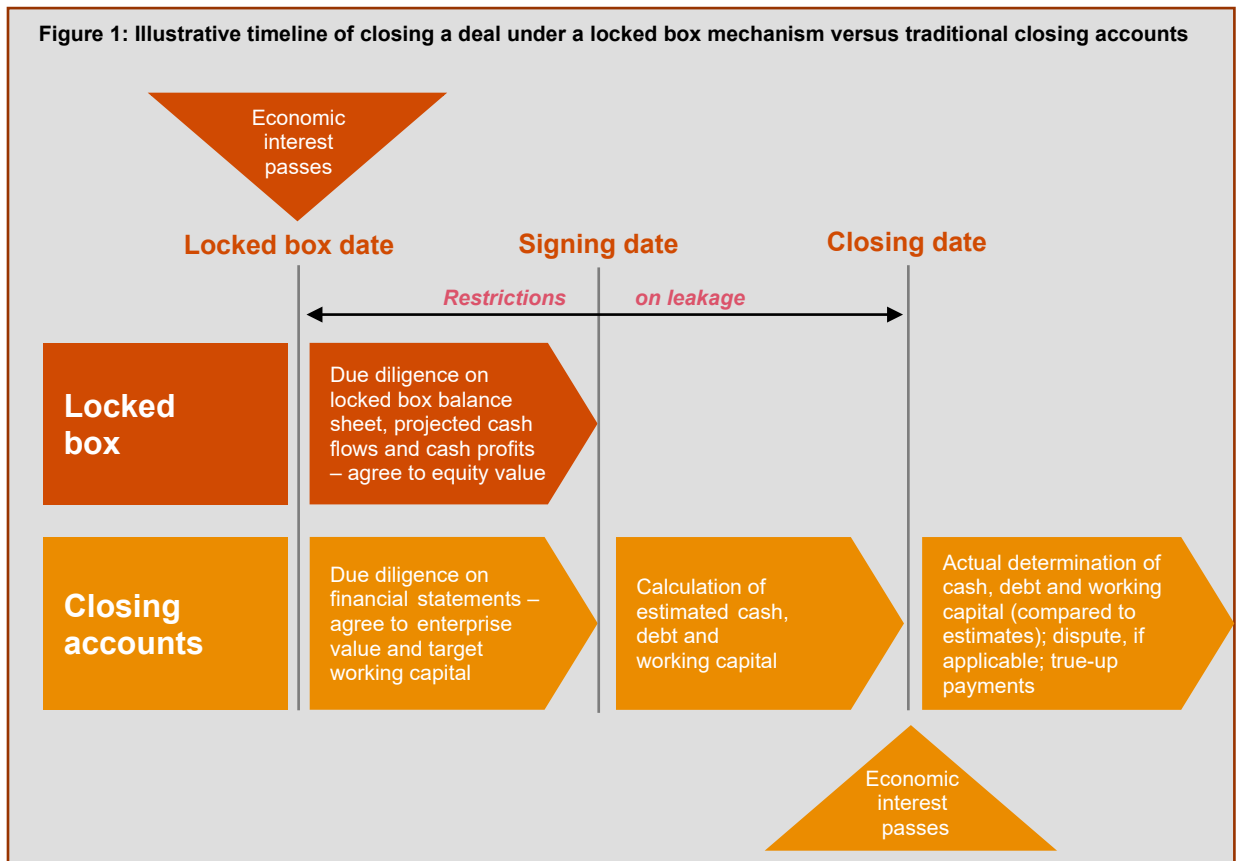 Figure 1: Illustrative timeline of closing a deal under a locked box mechanism versus traditional closing accounts
Economic
interest
passes
Locked box date
Signing date
Closing date
Restrictions on leakage
Locked
box
Due diligence on
locked box balance
sheet, projected cash
flows and cash profits
– agree to equity value
Closing
accounts
Due diligence on
financial statements –
agree to enterprise
value and target
working capital
Calculation of
estimated cash,
debt and
working capital
Actual determination of
cash, debt and working
capital (compared to
estimates); dispute, if
applicable; true-up
payments
Economic
interest
passes